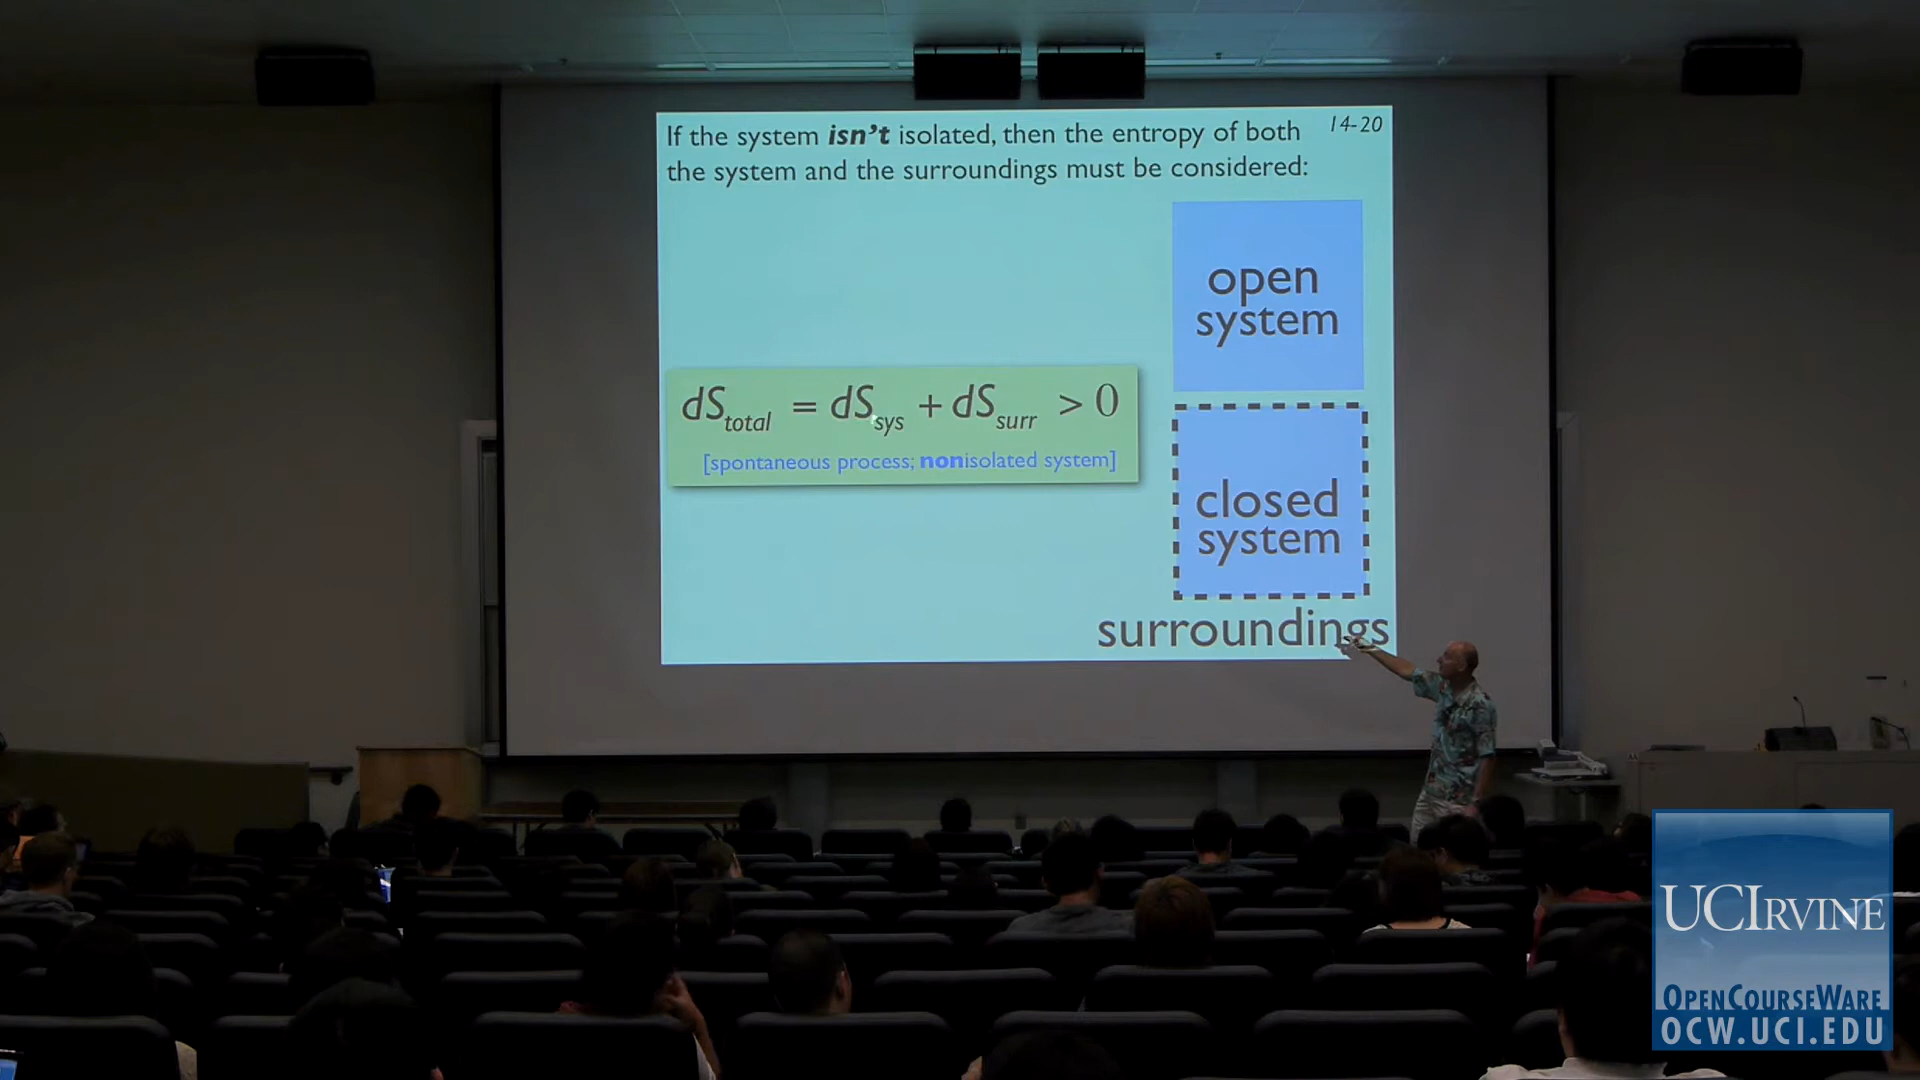 If the system isn't isolated, then the entropy of both
the system and the surroundings must be considered:
14-20
open
system
dS_total = dS_sys + dS_surr > 0
[spontaneous process; nonisolated system]
closed
system
surroundings
UCIRVINE
OPENCOURSEWARE
OCW.UCI.EDU